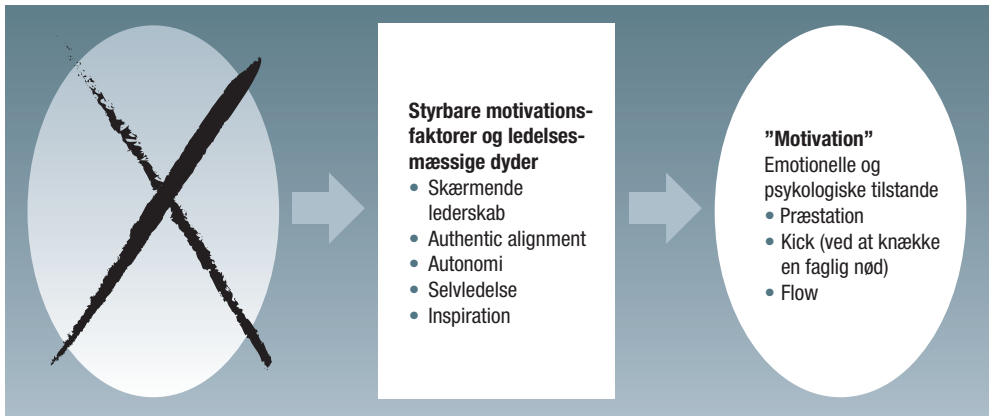 Styrbare motivations-
faktorer og ledelses-
mæssige dyder
• Skærmende
lederskab
• Authentic alignment
• Autonomi
• Selvledelse
• Inspiration
”Motivation”
Emotionelle og
psykologiske tilstande
• Præstation
• Kick (ved at knække
en faglig nød)
• Flow